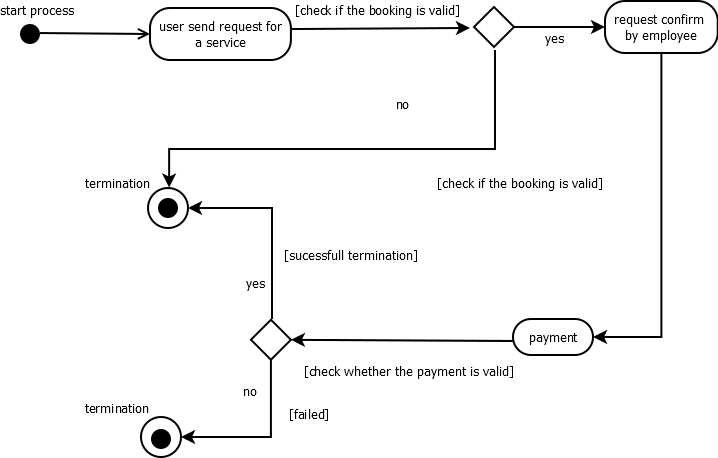 start process
user send request for
a service
[check if the booking is valid]
yes
request confirm
by employee
no
termination
[check if the booking is valid]
[sucessfull termination]
yes
payment
[check whether the payment is valid]
no
termination
[failed]